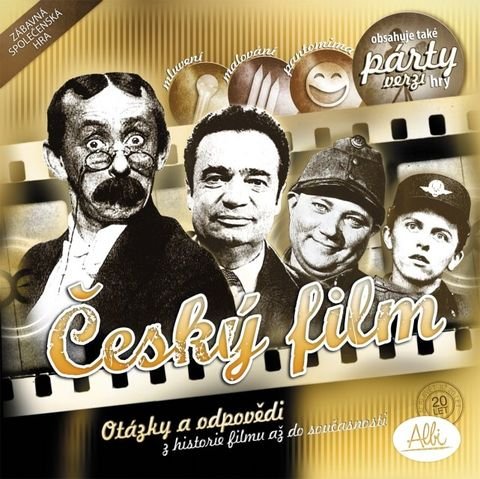 ZÁBAVNÁ
SPOLEČENSKÁ
HRA
mluvení
malování
pantomima
obsahuje také
párty
verzi hry
Český film
Otázky a odpovědi
z historie filmu až do současnosti
20
LET
Albi